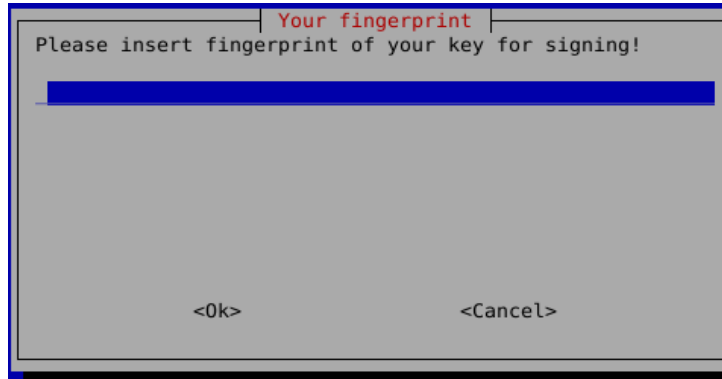 Your fingerprint
Please insert fingerprint of your key for signing!
<Ok> <Cancel>